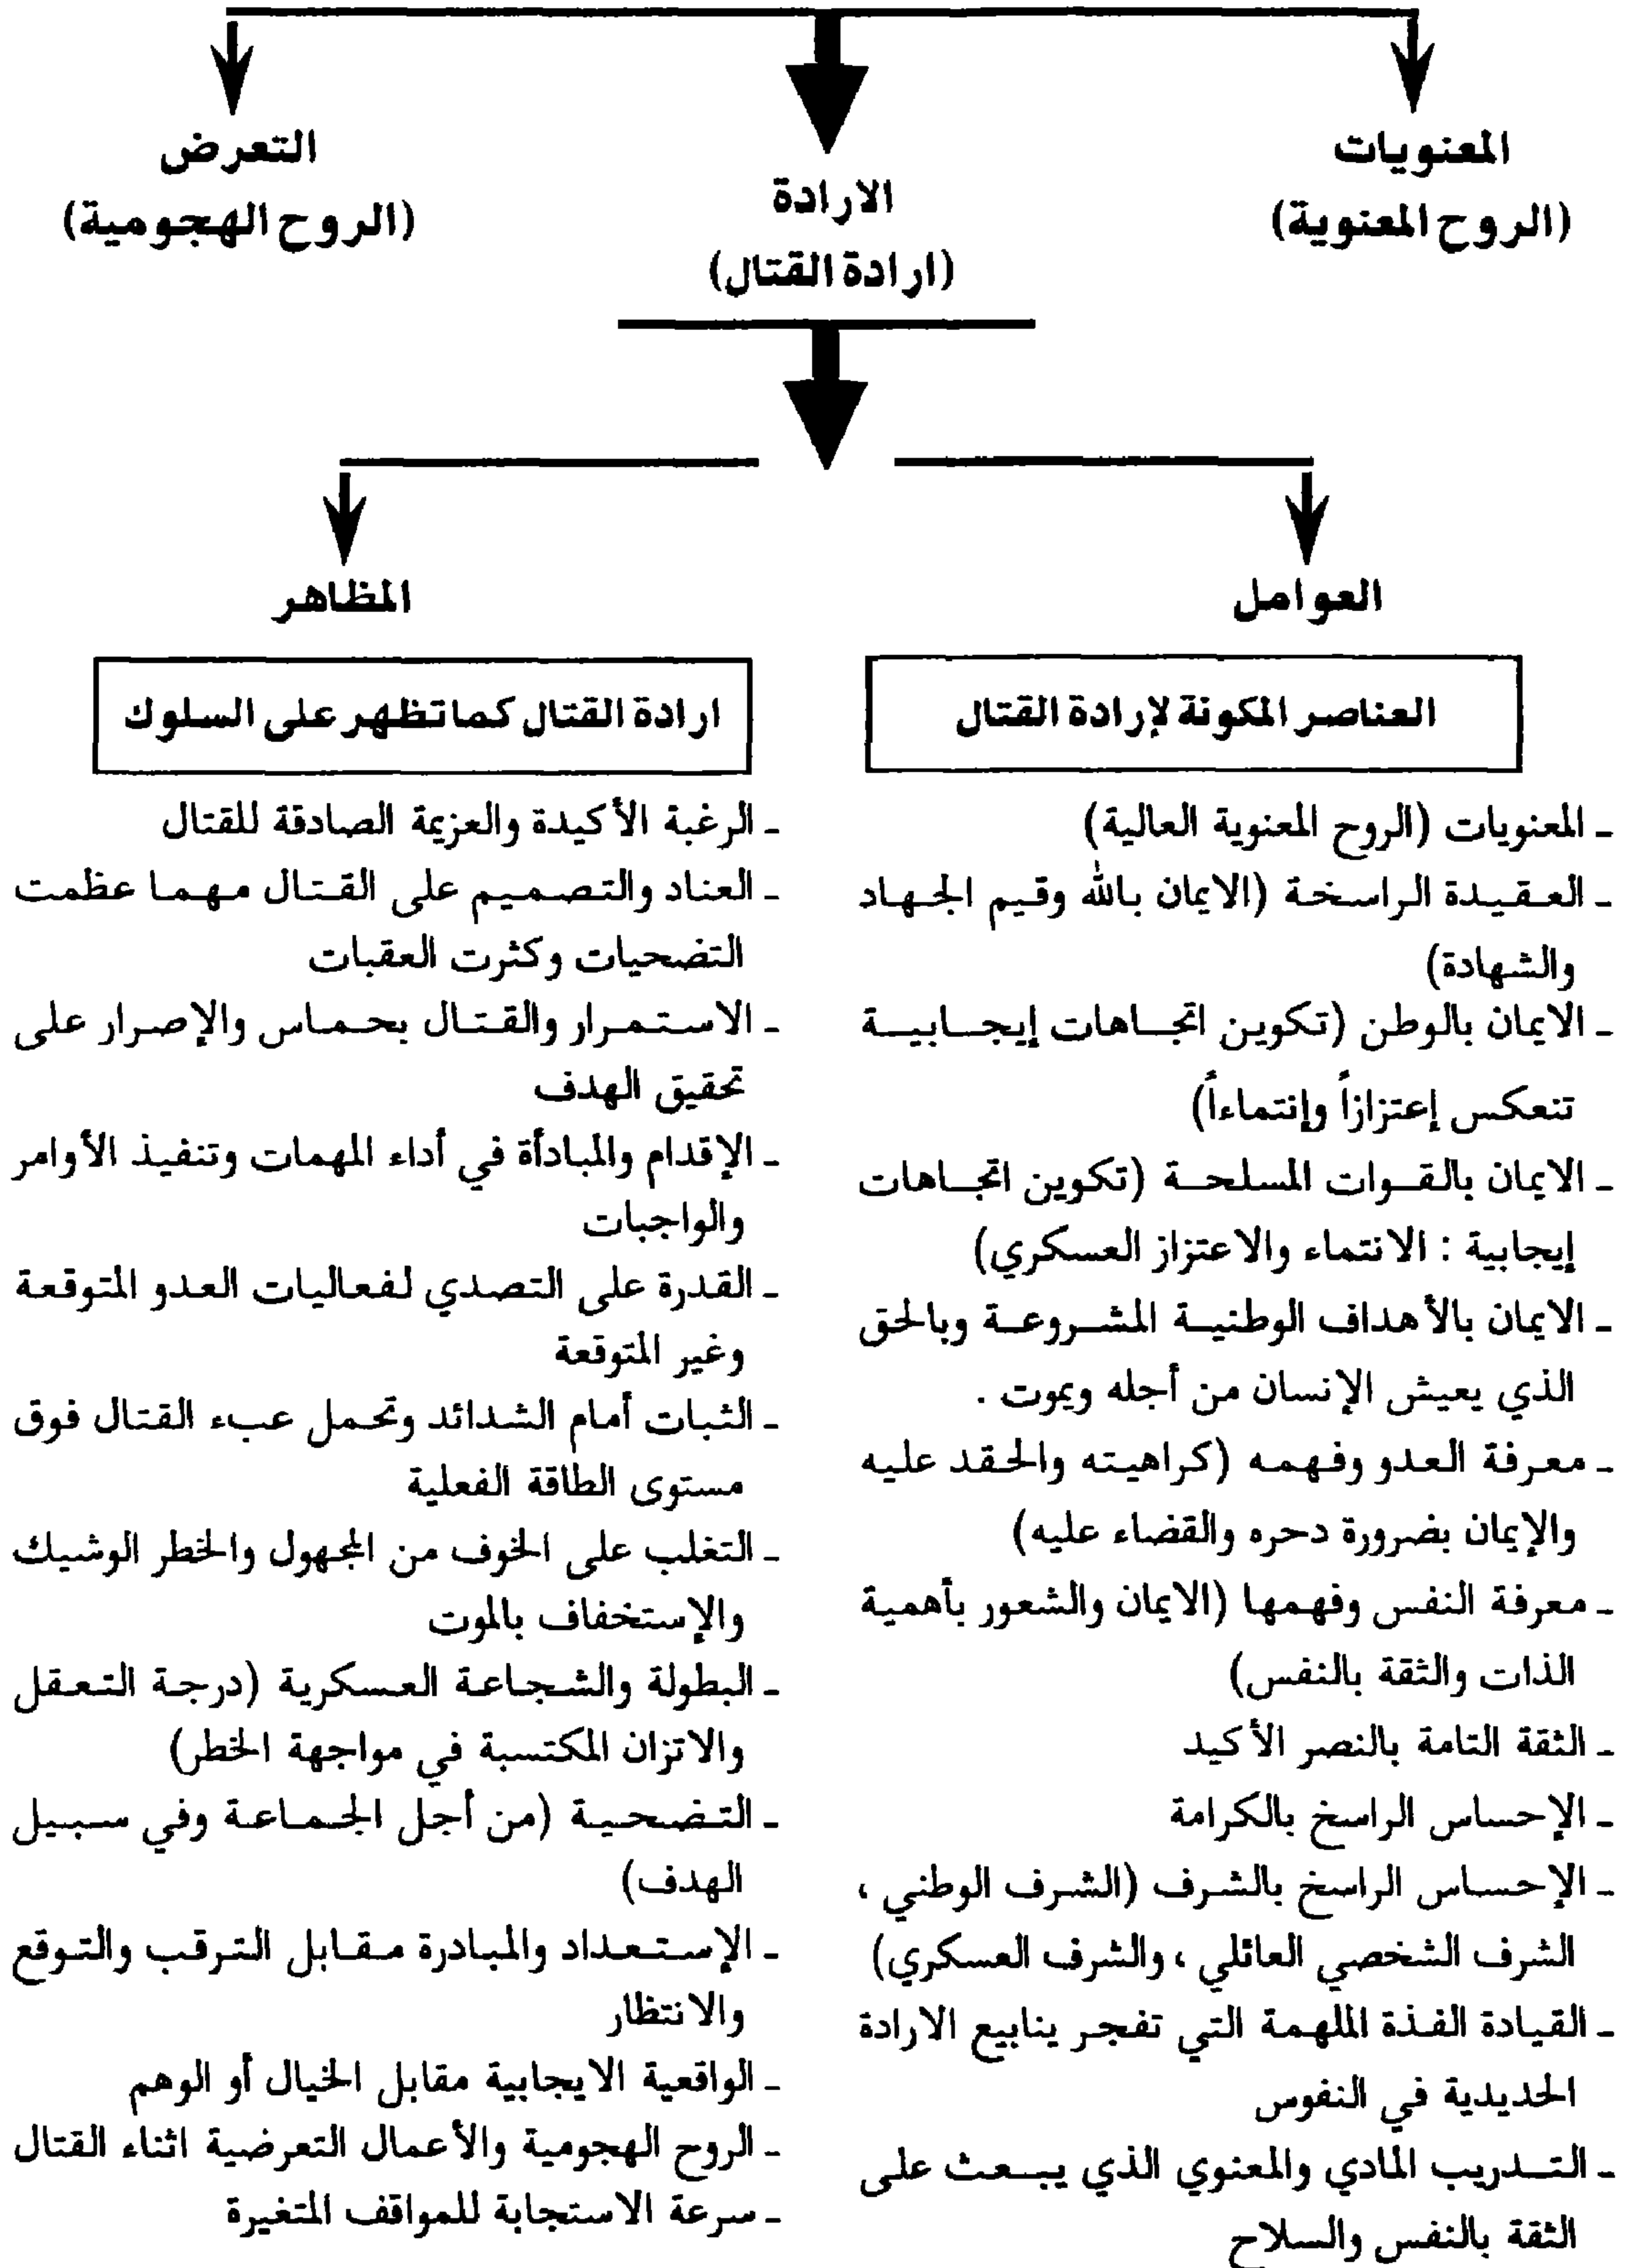 المعنويات
(الروح المعنوية)
الارادة
(ارادة القتال)
التعرض
(الروح الهجومية)
العوامل
العناصر المكونة لإرادة القتال
ـ المعنويات (الروح المعنوية العالية)
ـ العقيدة الراسخة (الايمان بالله وقيم الجهاد
والشهادة)
ـ الايمان بالوطن (تكوين اتجاهات إيجابية
تنعكس إعتزازاً وإنتماءاً)
ـ الايمان بالقوات المسلحة (تكوين اتجاهات
إيجابية : الانتماء والاعتزاز العسكري)
ـ الايمان بالأهداف الوطنية المشروعة وبالحق
الذي يعيش الإنسان من أجله ويموت .
ـ معرفة العدو وفهمه (كراهيته والحقد عليه
والإيمان بضرورة دحره والقضاء عليه)
ـ معرفة النفس وفهمها (الايمان والشعور بأهمية
الذات والثقة بالنفس)
ـ الثقة التامة بالنصر الأكيد
ـ الإحساس الراسخ بالكرامة
ـ الإحساس الراسخ بالشرف (الشرف الوطني ،
الشرف الشخصي العائلي ، والشرف العسكري)
ـ القيادة الفذة الملهمة التي تفجر ينابيع الارادة
الحديدية في النفوس
ـ التدريب المادي والمعنوي الذي يبعث على
الثقة بالنفس والسلاح
المظاهر
ارادة القتال كما تظهر على السلوك
ـ الرغبة الأكيدة والعزيمة الصادقة للقتال
ـ العناد والتصميم على القتال مهما عظمت
التضحيات وكثرت العقبات
ـ الاستمرار والقتال بحماس والإصرار على
تحقيق الهدف
ـ الإقدام والمبادأة في أداء المهمات وتنفيذ الأوامر
والواجبات
ـ القدرة على التصدي لفعاليات العدو المتوقعة
وغير المتوقعة
ـ الثبات أمام الشدائد وتحمل عبء القتال فوق
مستوى الطاقة الفعلية
ـ التغلب على الخوف من المجهول والخطر الوشيك
والإستخفاف بالموت
ـ البطولة والشجاعة العسكرية (درجة التعقل
والاتزان المكتسبة في مواجهة الخطر)
ـ التضحية (من أجل الجماعة وفي سبيل
الهدف)
ـ الإستعداد والمبادرة مقابل الترقب والتوقع
والانتظار
ـ الواقعية الايجابية مقابل الخيال أو الوهم
ـ الروح الهجومية والأعمال التعرضية اثناء القتال
ـ سرعة الاستجابة للمواقف المتغيرة